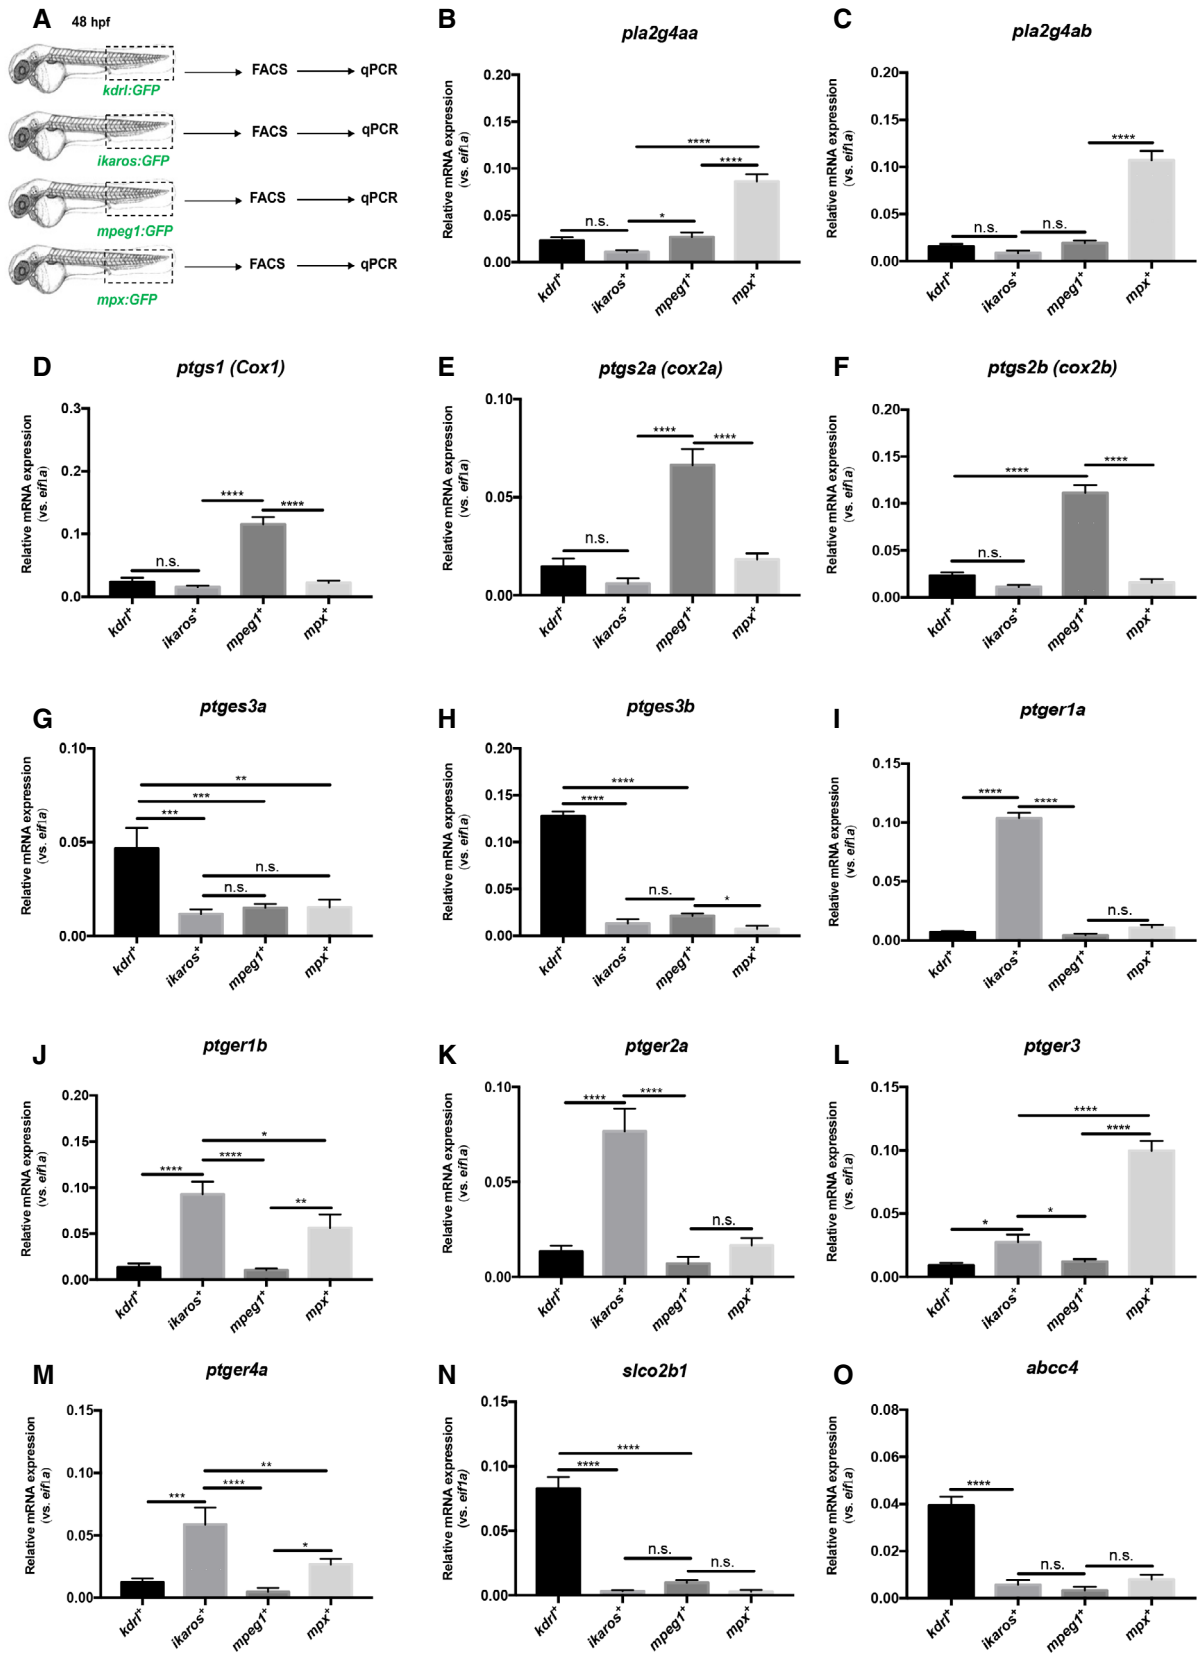 A
48 hpf
kdrl:GFP
FACS
qPCR
ikaros:GFP
FACS
qPCR
mpeg1:GFP
FACS
qPCR
mpx:GFP
FACS
qPCR
B
pla2g4aa
Relative mRNA expression
(vs. eif1a)
0.20
0.15
0.10
0.05
0.00
n.s.
*
****
****
kdrl+
ikaros+
mpeg1+
mpx+
C
pla2g4ab
Relative mRNA expression
(vs. eif1a)
0.20
0.15
0.10
0.05
0.00
n.s.
n.s.
****
kdrl+
ikaros+
mpeg1+
mpx+
D
ptgs1 (Cox1)
Relative mRNA expression
(vs. eif1a)
0.3
0.2
0.1
0.0
n.s.
****
****
kdrl+
ikaros+
mpeg1+
mpx+
E
ptgs2a (cox2a)
Relative mRNA expression
(vs. eif1a)
0.10
0.05
0.00
n.s.
****
****
kdrl+
ikaros+
mpeg1+
mpx+
F
ptgs2b (cox2b)
Relative mRNA expression
(vs. eif1a)
0.20
0.15
0.10
0.05
0.00
n.s.
****
****
kdrl+
ikaros+
mpeg1+
mpx+
G
ptges3a
Relative mRNA expression
(vs. eif1a)
0.10
0.05
0.00
**
***
***
n.s.
n.s.
kdrl+
ikaros+
mpeg1+
mpx+
H
ptges3b
Relative mRNA expression
(vs. eif1a)
0.20
0.15
0.10
0.05
0.00
****
****
n.s.
*
kdrl+
ikaros+
mpeg1+
mpx+
I
ptger1a
Relative mRNA expression
(vs. eif1a)
0.15
0.10
0.05
0.00
****
****
n.s.
kdrl+
ikaros+
mpeg1+
mpx+
J
ptger1b
Relative mRNA expression
(vs. eif1a)
0.20
0.15
0.10
0.05
0.00
*
****
****
**
kdrl+
ikaros+
mpeg1+
mpx+
K
ptger2a
Relative mRNA expression
(vs. eif1a)
0.10
0.05
0.00
****
****
n.s.
kdrl+
ikaros+
mpeg1+
mpx+
L
ptger3
Relative mRNA expression
(vs. eif1a)
0.15
0.10
0.05
0.00
****
****
*
*
kdrl+
ikaros+
mpeg1+
mpx+
M
ptger4a
Relative mRNA expression
(vs. eif1a)
0.15
0.10
0.05
0.00
**
****
***
*
kdrl+
ikaros+
mpeg1+
mpx+
N
slco2b1
Relative mRNA expression
(vs. eif1a)
0.15
0.10
0.05
0.00
****
****
n.s.
n.s.
kdrl+
ikaros+
mpeg1+
mpx+
O
abcc4
Relative mRNA expression
(vs. eif1a)
0.08
0.06
0.04
0.02
0.00
****
n.s.
n.s.
kdrl+
ikaros+
mpeg1+
mpx+